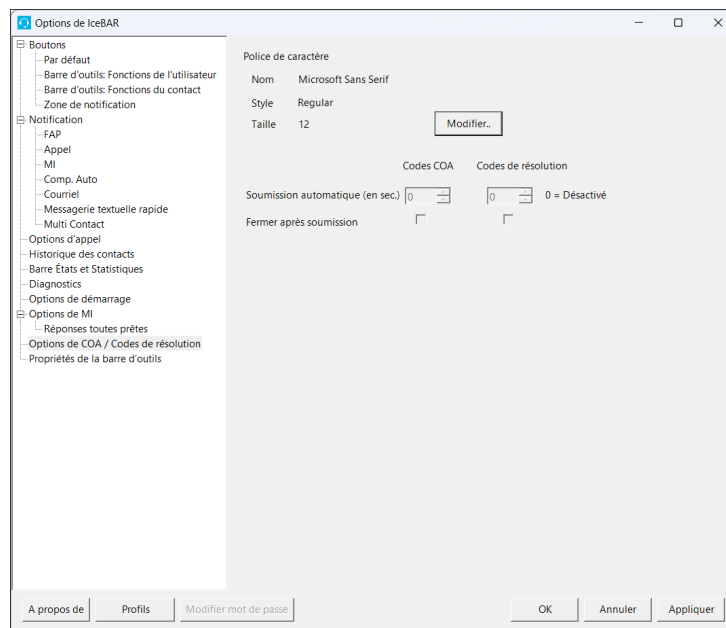 Options de IceBAR
Boutons
Par défaut
Barre d'outils: Fonctions de l'utilisateur
Barre d'outils: Fonctions du contact
Zone de notification
Notification
FAP
Appel
MI
Comp. Auto
Courriel
Messagerie textuelle rapide
Multi Contact
Options d'appel
Historique des contacts
Barre États et Statistiques
Diagnostics
Options de démarrage
Options de MI
Réponses toutes prêtes
Options de COA / Codes de résolution
Propriétés de la barre d'outils
Police de caractère
Nom Microsoft Sans Serif
Style Regular
Taille 12 Modifier..
Codes COA Codes de résolution
Soumission automatique (en sec.) 0 0 0 = Désactivé
Fermer après soumission
A propos de Profils Modifier mot de passe OK Annuler Appliquer